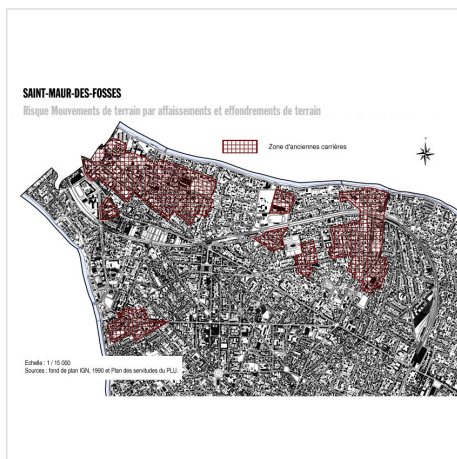 SAINT-MAUR-DES-FOSSES
Risque Mouvements de terrain par affaissements et effondrements de terrain
Zone d'anciennes carrières
Echelle : 1 / 15 000
Sources : fond de plan IGN, 1990 et Plan des servitudes du PLU.